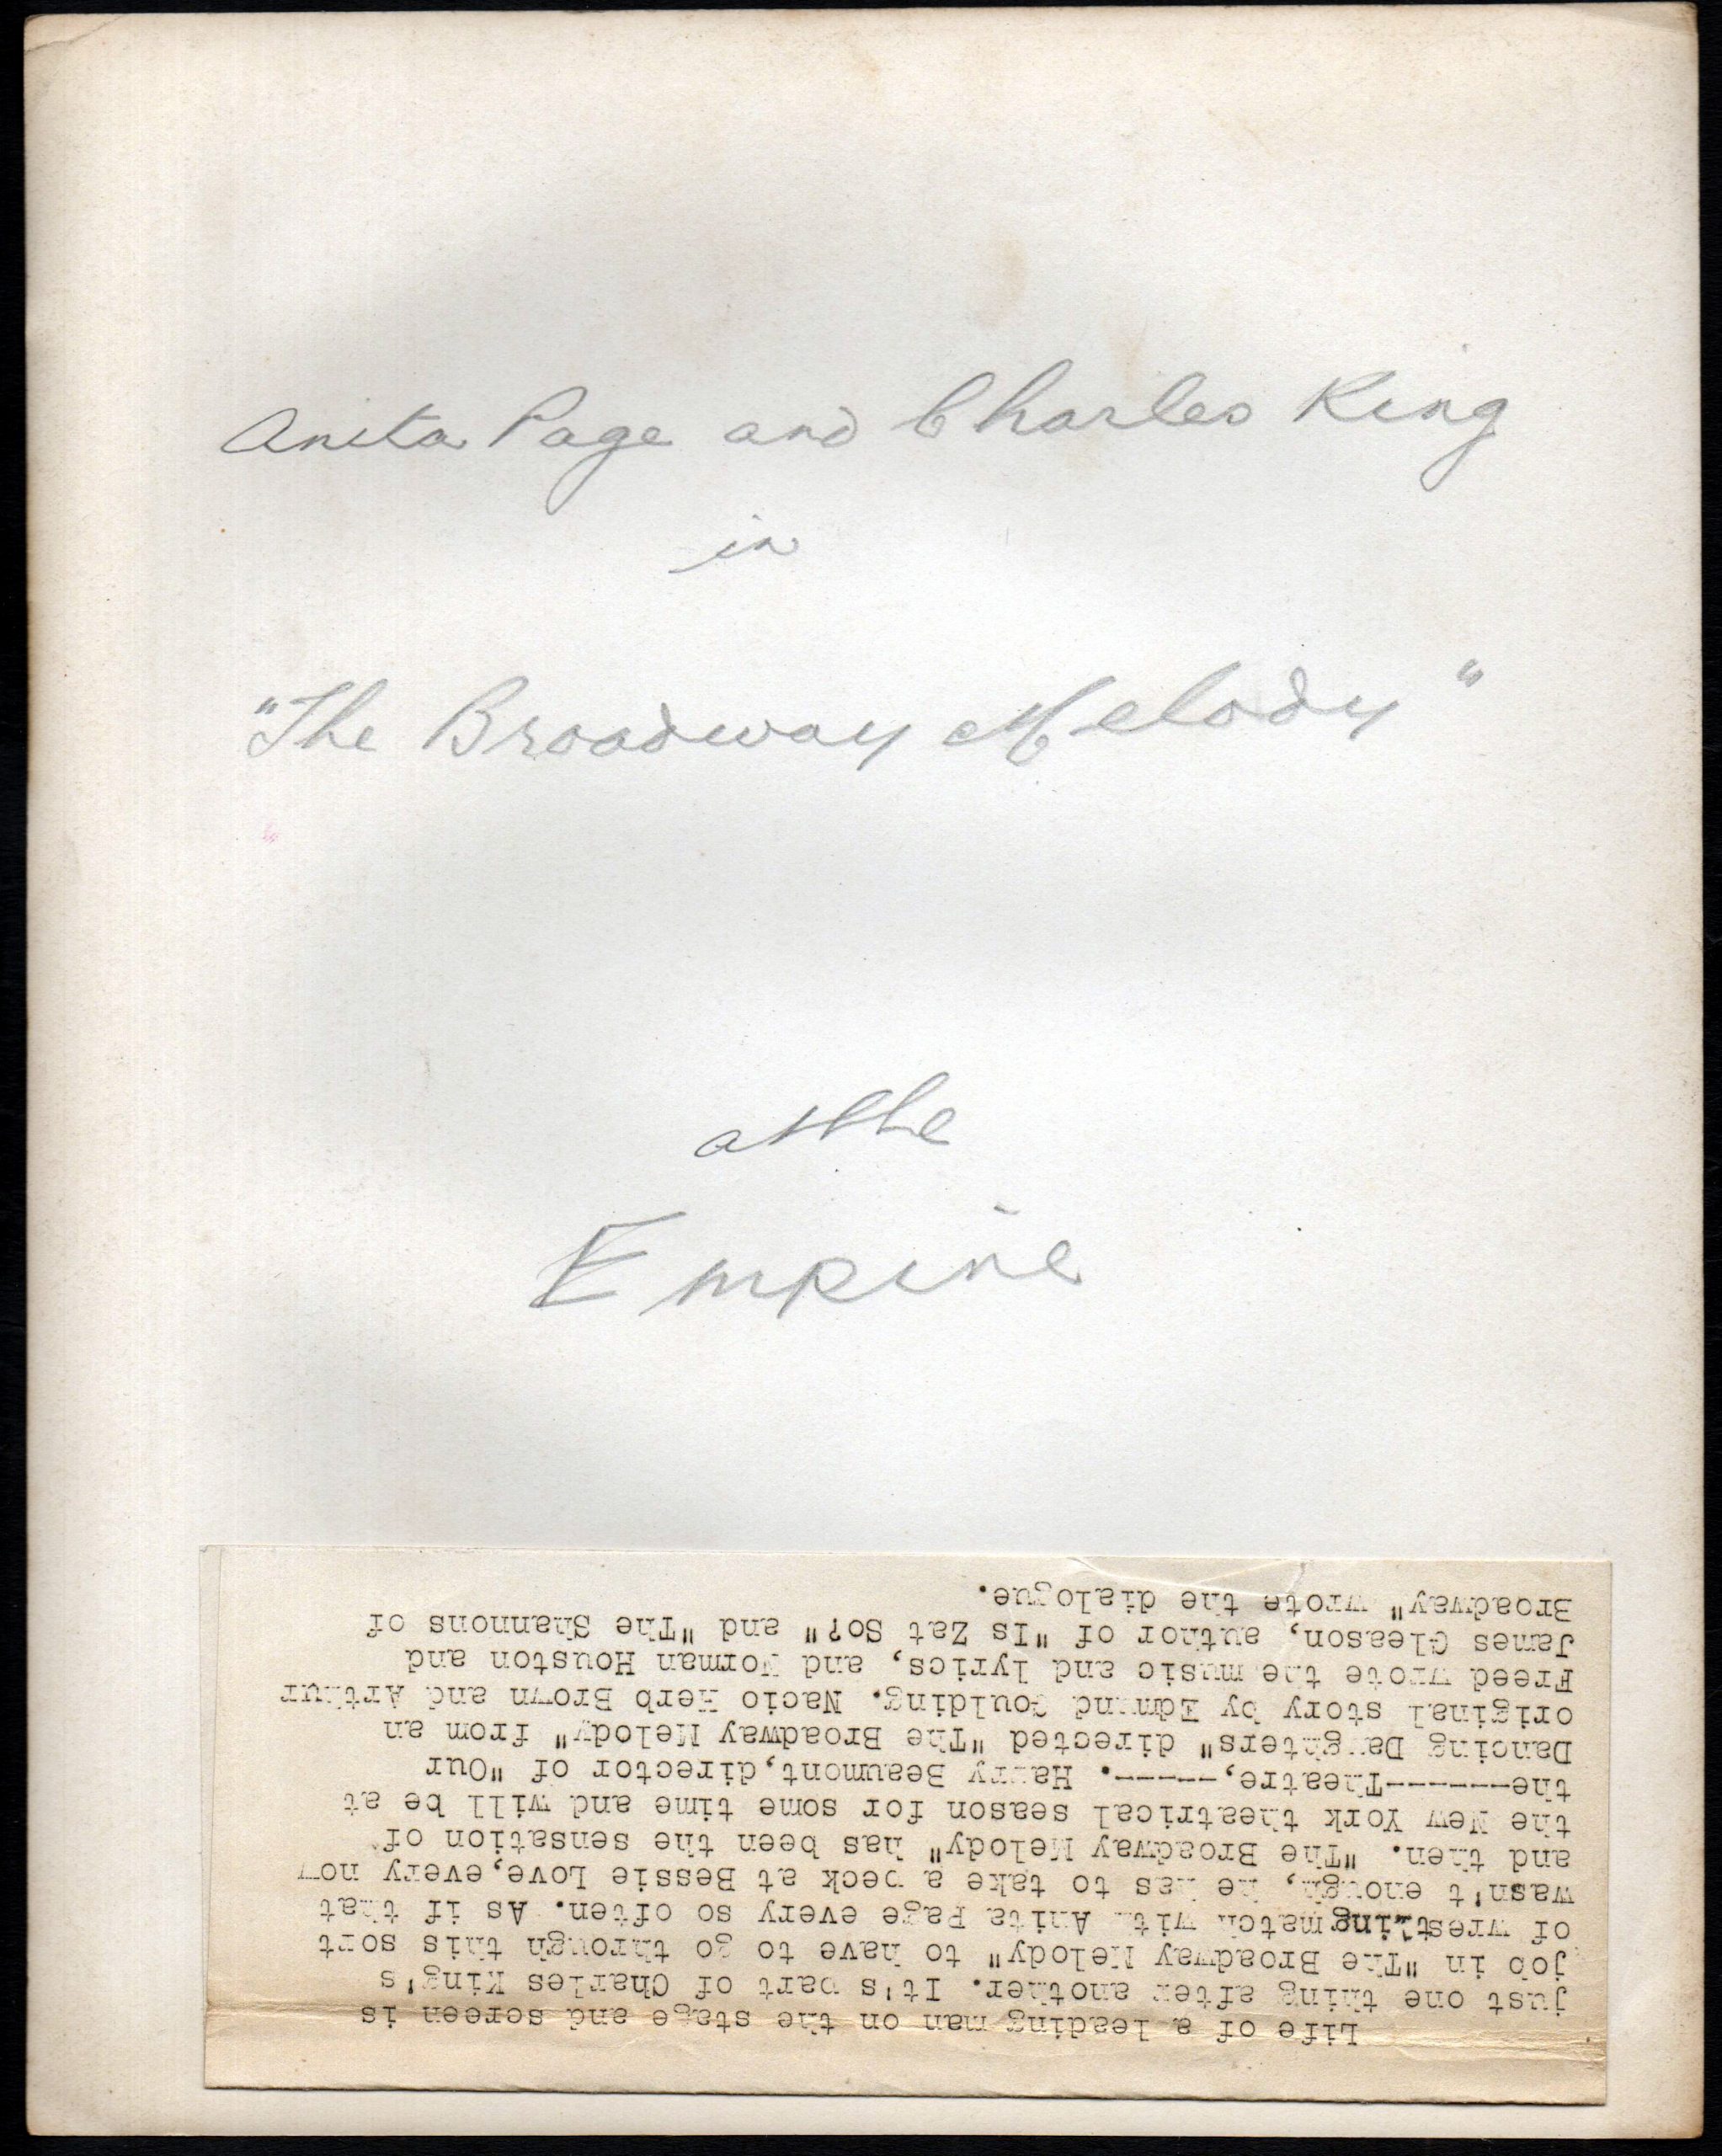 Anita Page and Charles King
in
"The Broadway Melody"
at the
Empire
Life of a leading man on the stage and screen is
just one thing after another. It's part of Charles King's
job in "The Broadway Melody" to have to go through this sort
of wrestling match with Anita Page every so often. As if that
wasn't enough, he has to take a peck at Bessie Love,every now
and then. "The Broadway Melody" has been the sensation of
the New York theatrical season for some time and will be at
the-------Theatre,-----. Harry Beaumont,director of "Our
Dancing Daughters" directed "The Broadway Melody" from an
original story by Edmund Goulding. Nacio Herb Brown and Arthur
Freed wrote the music and lyrics, and Norman Houston and
James Gleason, author of "Is Zat So?" and "The Shannons of
Broadway" wrote the dialogue.